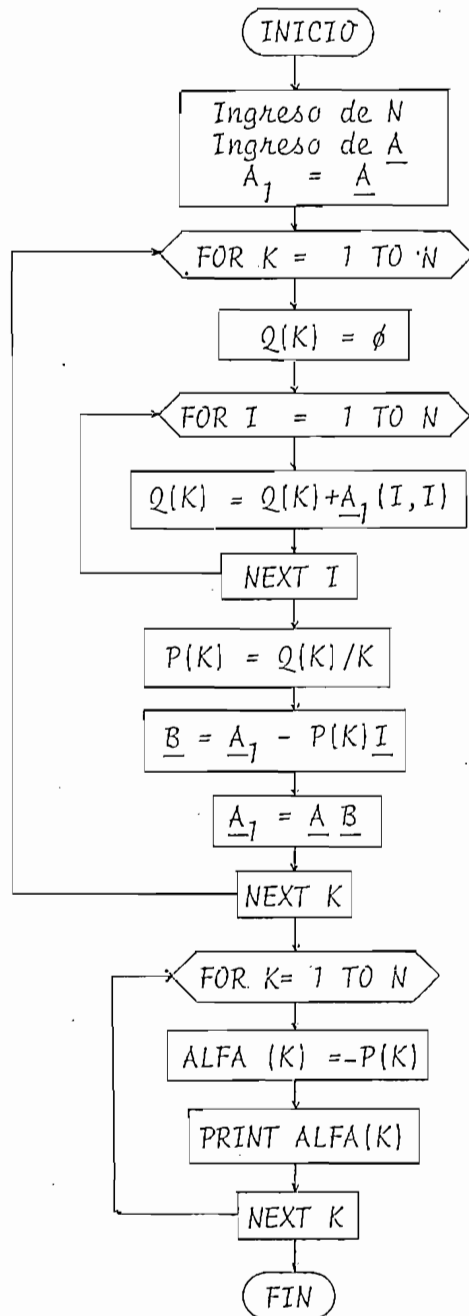 INICIO
Ingreso de N
Ingreso de A
A1 = A
FOR K = 1 TO N
Q(K) = ø
FOR I = 1 TO N
Q(K) = Q(K)+A1(I,I)
NEXT I
P(K) = Q(K)/K
B = A1 - P(K)I
A1 = A B
NEXT K
FOR K= 1 TO N
ALFA (K) =-P(K)
PRINT ALFA(K)
NEXT K
FIN